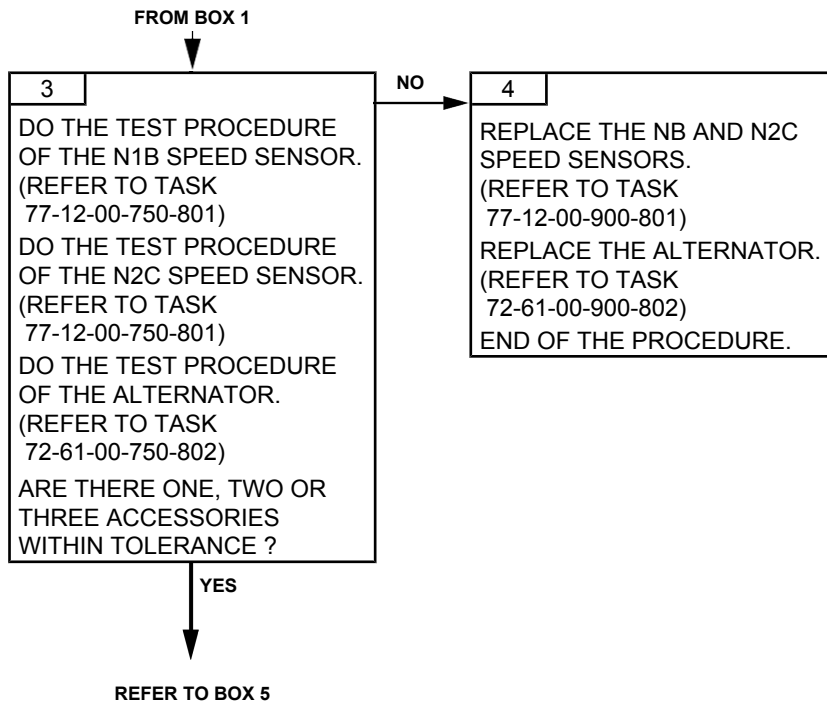 FROM BOX 1
3
DO THE TEST PROCEDURE
OF THE N1B SPEED SENSOR.
(REFER TO TASK
77-12-00-750-801)
DO THE TEST PROCEDURE
OF THE N2C SPEED SENSOR.
(REFER TO TASK
77-12-00-750-801)
DO THE TEST PROCEDURE
OF THE ALTERNATOR.
(REFER TO TASK
72-61-00-750-802)
ARE THERE ONE, TWO OR
THREE ACCESSORIES
WITHIN TOLERANCE ?
NO
4
REPLACE THE NB AND N2C
SPEED SENSORS.
(REFER TO TASK
77-12-00-900-801)
REPLACE THE ALTERNATOR.
(REFER TO TASK
72-61-00-900-802)
END OF THE PROCEDURE.
YES
REFER TO BOX 5